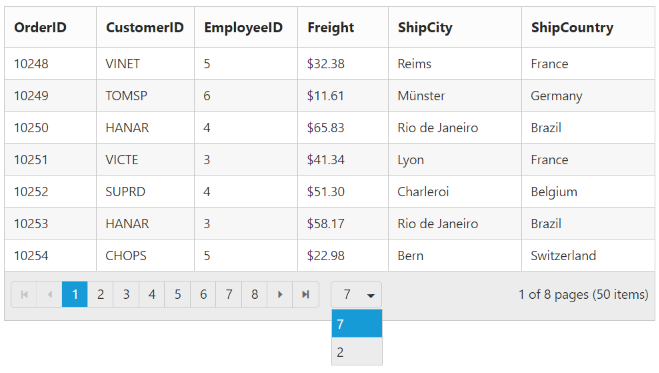 OrderID CustomerID EmployeeID Freight ShipCity ShipCountry
10248 VINET 5 $32.38 Reims France
10249 TOMSP 6 $11.61 Münster Germany
10250 HANAR 4 $65.83 Rio de Janeiro Brazil
10251 VICTE 3 $41.34 Lyon France
10252 SUPRD 4 $51.30 Charleroi Belgium
10253 HANAR 3 $58.17 Rio de Janeiro Brazil
10254 CHOPS 5 $22.98 Bern Switzerland
1 2 3 4 5 6 7 8 7 1 of 8 pages (50 items)
7
2